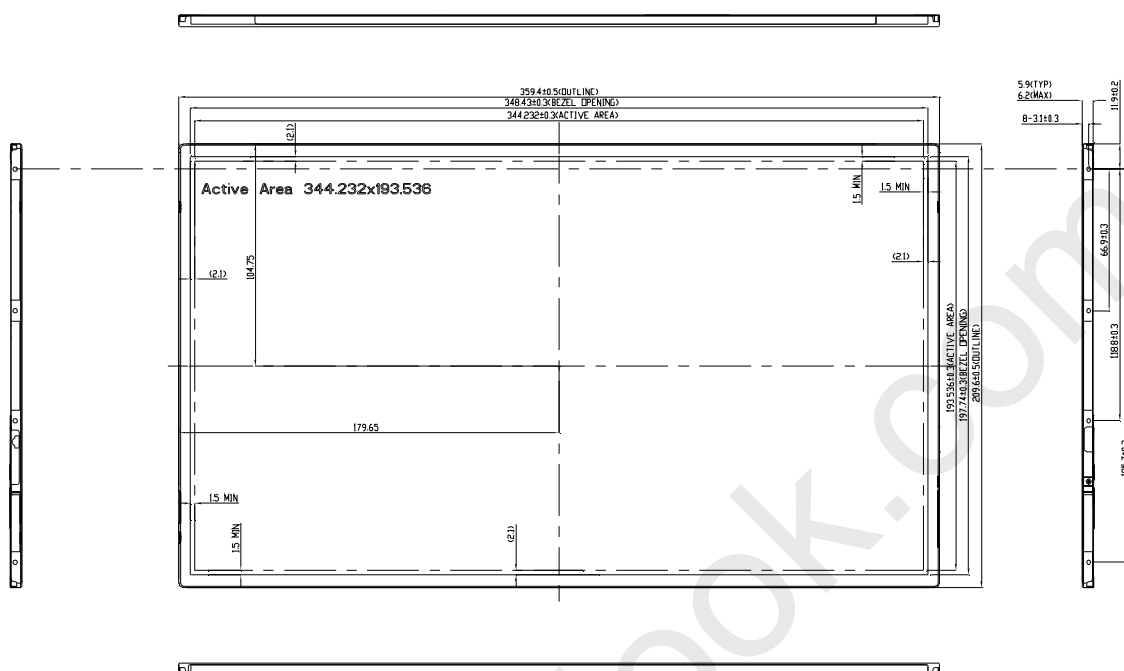 359.4±0.5(OUTLINE)
348.43±0.3(BEZEL OPENING)
344.232±0.3(ACTIVE AREA)
5.9(TYP)
6.2(MAX)
11.9±0.2
8-3.1±0.3
(2.1)
Active Area 344.232x193.536
1.5 MIN
1.5 MIN
104.75
(2.1)
(2.1)
66.9±0.3
118.8±0.3
193.536±0.3(ACTIVE AREA)
197.74±0.3(BEZEL OPENING)
209.6±0.5(OUTLINE)
179.65
1.5 MIN
1.5 MIN
(2.1)
ook.com